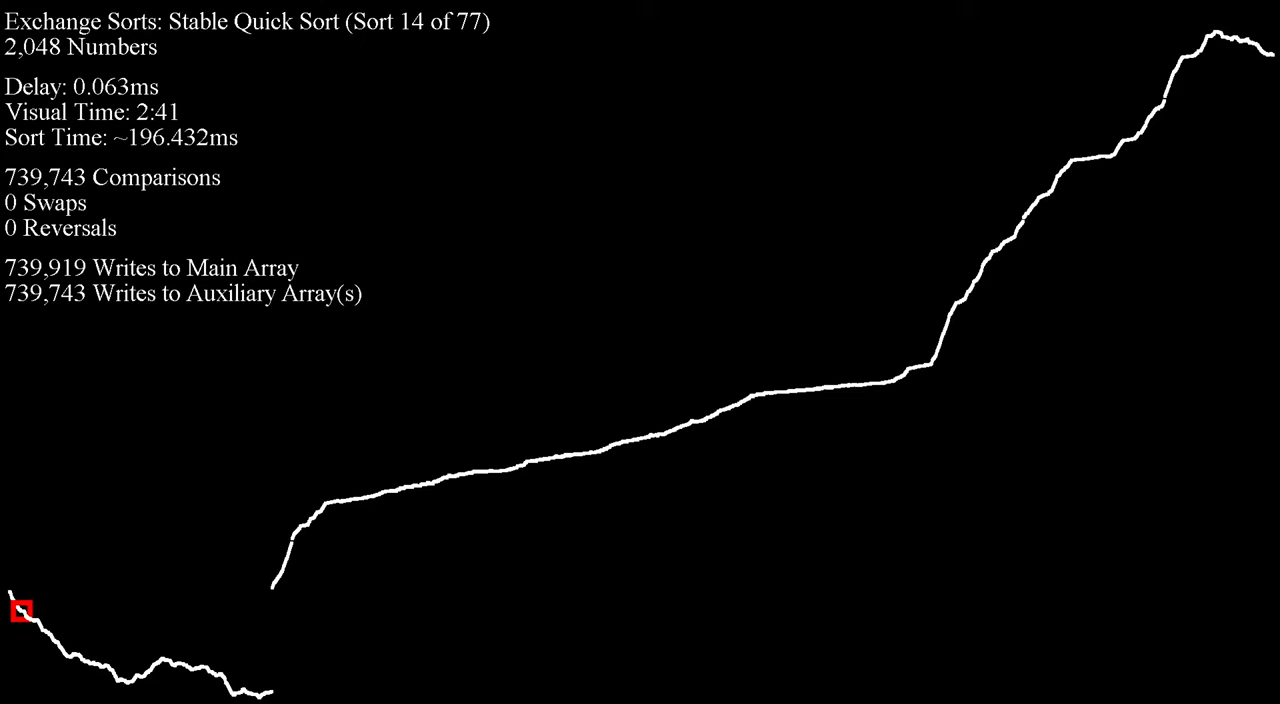 Exchange Sorts: Stable Quick Sort (Sort 14 of 77)
2,048 Numbers
Delay: 0.063ms
Visual Time: 2:41
Sort Time: ~196.432ms
739,743 Comparisons
0 Swaps
0 Reversals
739,919 Writes to Main Array
739,743 Writes to Auxiliary Array(s)